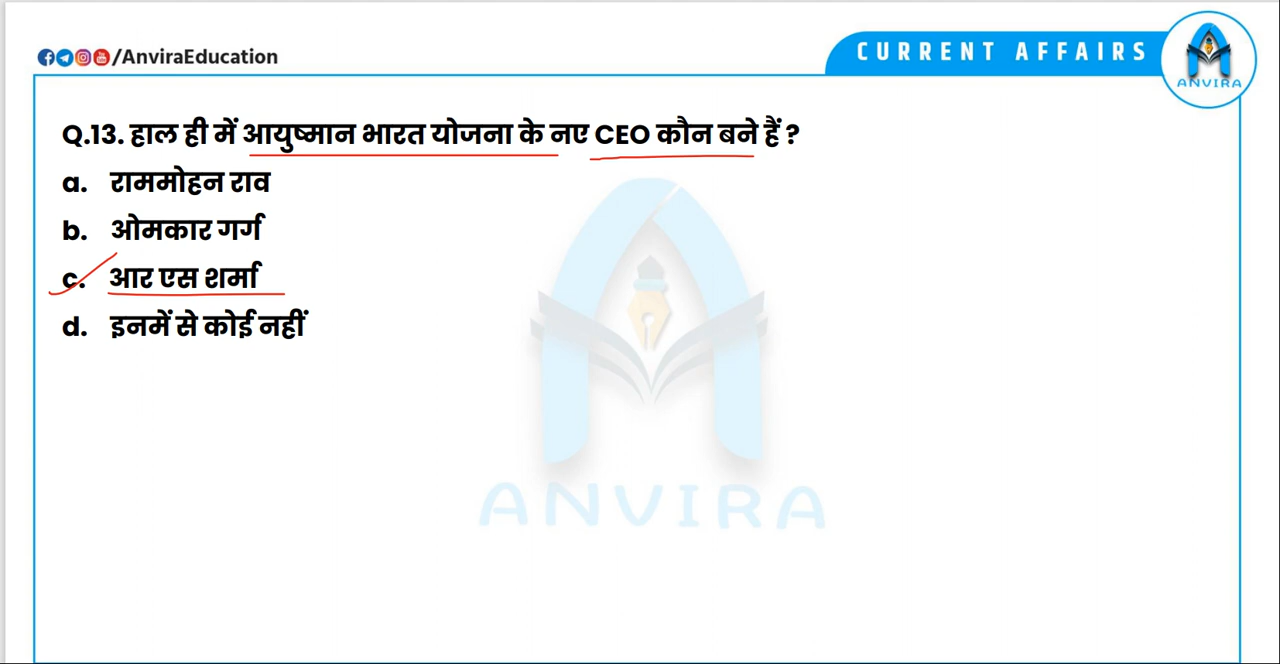 /AnviraEducation
CURRENT AFFAIRS
ANVIRA
Q.13. हाल ही में आयुष्मान भारत योजना के नए CEO कौन बने हैं ?
a. राममोहन राव
b. ओमकार गर्ग
c. आर एस शर्मा
d. इनमें से कोई नहीं
ANVIRA